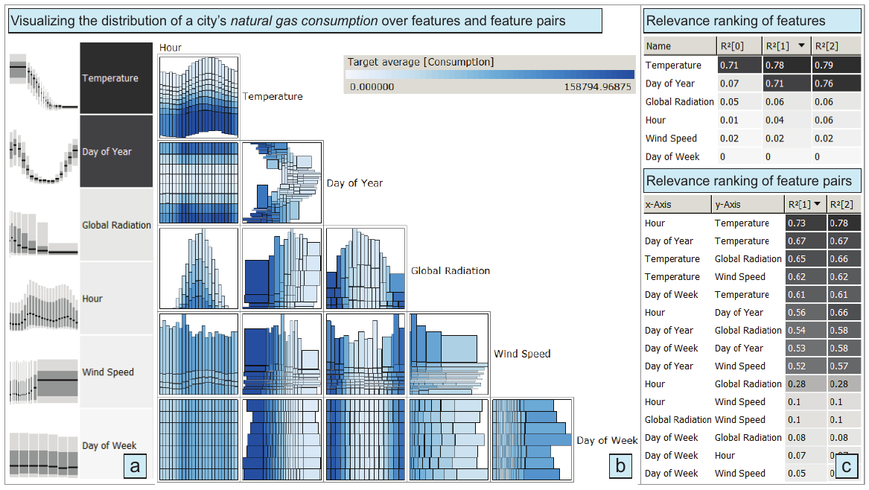 Visualizing the distribution of a city's natural gas consumption over features and feature pairs
Temperature
Day of Year
Global Radiation
Hour
Wind Speed
Day of Week
a
Hour
Temperature
Day of Year
Global Radiation
Wind Speed
Day of Week
Target average [Consumption]
0.000000 158794.96875
b
Relevance ranking of features
Name R²[0] R²[1] R²[2]
Temperature 0.71 0.78 0.79
Day of Year 0.07 0.71 0.76
Global Radiation 0.05 0.06 0.06
Hour 0.01 0.04 0.06
Wind Speed 0.02 0.02 0.02
Day of Week 0 0 0
Relevance ranking of feature pairs
x-Axis y-Axis R²[1] R²[2]
Hour Temperature 0.73 0.78
Day of Year Temperature 0.67 0.67
Temperature Global Radiation 0.65 0.66
Temperature Wind Speed 0.62 0.62
Day of Week Temperature 0.61 0.61
Hour Day of Year 0.56 0.66
Day of Year Global Radiation 0.54 0.58
Day of Week Day of Year 0.53 0.58
Day of Year Wind Speed 0.52 0.57
Hour Global Radiation 0.28 0.28
Hour Wind Speed 0.1 0.1
Global Radiation Wind Speed 0.1 0.1
Day of Week Global Radiation 0.08 0.08
Day of Week Hour 0.07
Day of Week Wind Speed 0.05
c